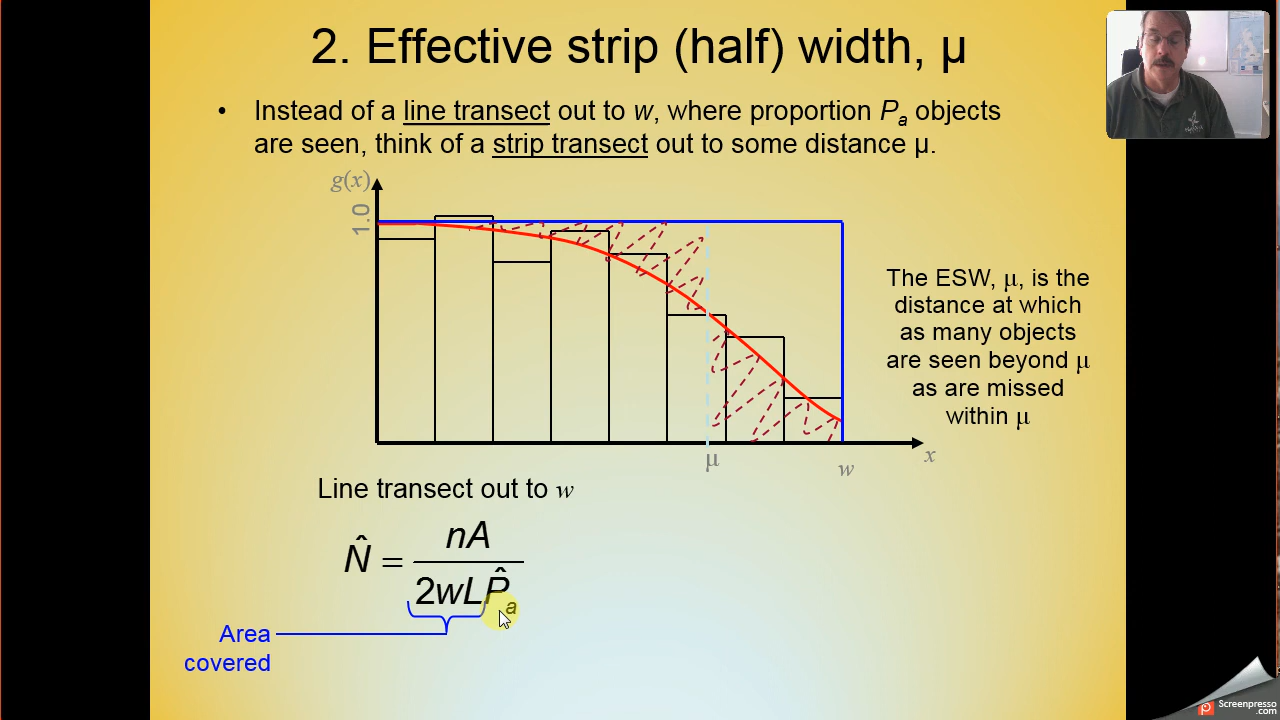 2. Effective strip (half) width, μ
• Instead of a line transect out to w, where proportion Pa objects
are seen, think of a strip transect out to some distance μ.
g(x)
1.0
The ESW, μ, is the
distance at which
as many objects
are seen beyond μ
as are missed
within μ
μ
w
x
Line transect out to w
N̂ = nA / 2wLP̂a
Area
covered
Screenpresso
.com